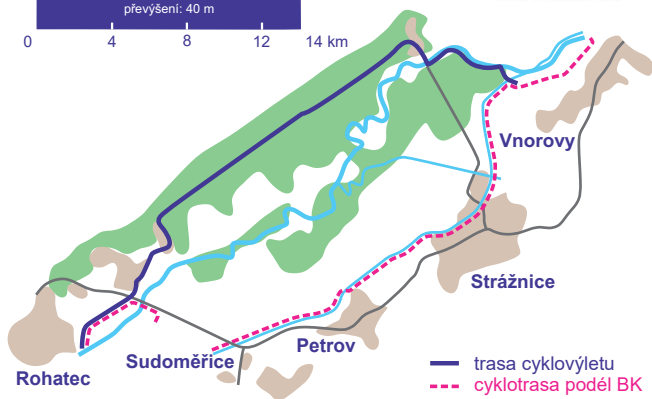 převýšení: 40 m
0 4 8 12 14 km
Vnorovy
Strážnice
Petrov
Sudoměřice
Rohatec
trasa cyklovýletu
cyklotrasa podél BK